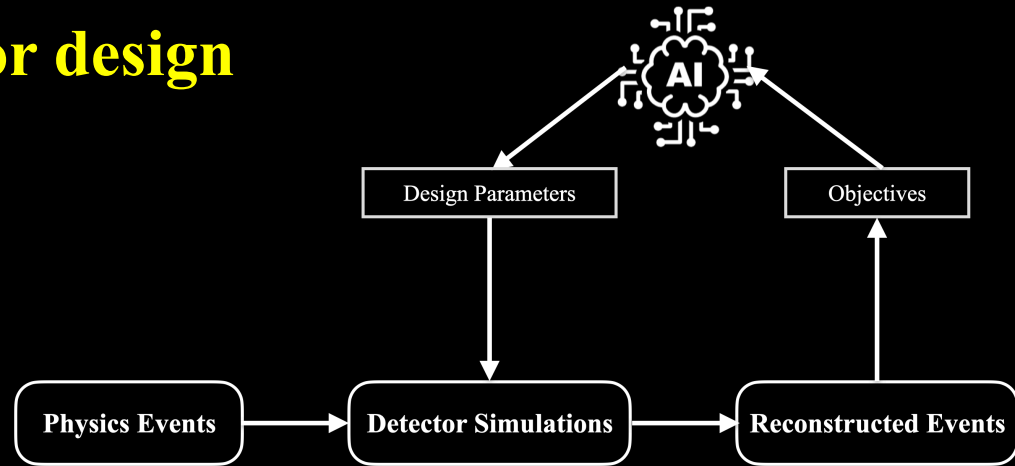 or design
AI
Design Parameters
Objectives
Physics Events
Detector Simulations
Reconstructed Events